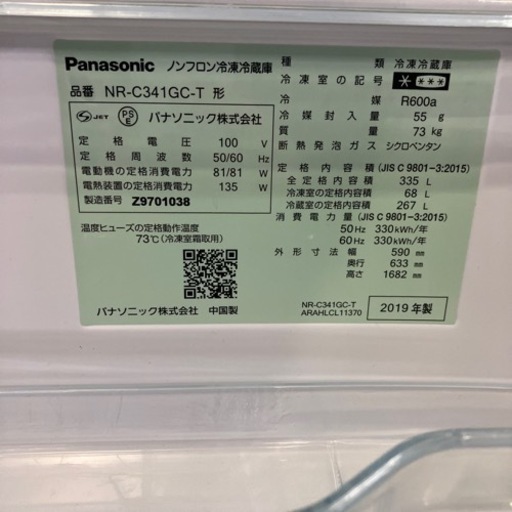 Panasonic ノンフロン冷凍冷蔵庫
品番 NR-C341GC-T 形
JET PSE パナソニック株式会社
定格電圧 100 V
定格周波数 50/60 Hz
電動機の定格消費電力 81/81 W
電熱装置の定格消費電力 135 W
製造番号 Z9701038
温度ヒューズの定格動作温度
73℃(冷凍室霜取用)
パナソニック株式会社 中国製
種類 冷凍冷蔵庫
冷凍室の記号
冷媒 R600a
冷媒封入量 55 g
質量 73 kg
断熱発泡ガス シクロペンタン
定格内容積 (JIS C 9801-3:2015)
全定格内容積 335 L
冷凍室の定格内容積 68 L
冷蔵室の定格内容積 267 L
消費電力量 (JIS C 9801-3:2015)
50Hz 330 kWh/年
60Hz 330 kWh/年
外形寸法 幅 590 mm
奥行 633 mm
高さ 1682 mm
NR-C341GC-T
ARAHLCL11370
2019年製